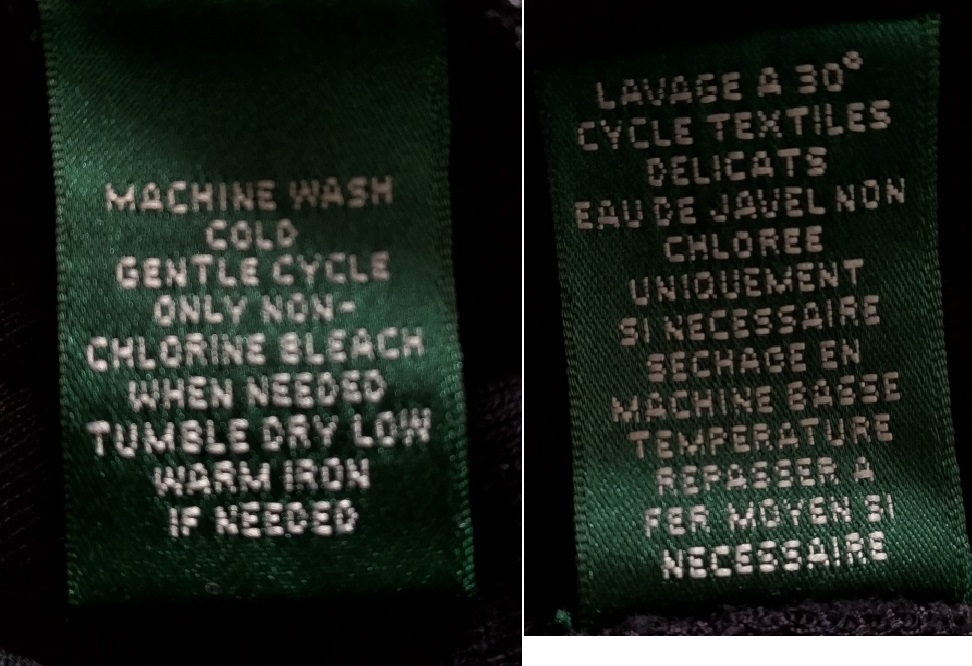 MACHINE WASH
COLD
GENTLE CYCLE
ONLY NON-
CHLORINE BLEACH
WHEN NEEDED
TUMBLE DRY LOW
WARM IRON
IF NEEDED
LAVAGE A 30°
CYCLE TEXTILES
DELICATS
EAU DE JAVEL NON
CHLOREE
UNIQUEMENT
SI NECESSAIRE
SECHAGE EN
MACHINE BASSE
TEMPERATURE
REPASSER A
FER MOYEN SI
NECESSAIRE